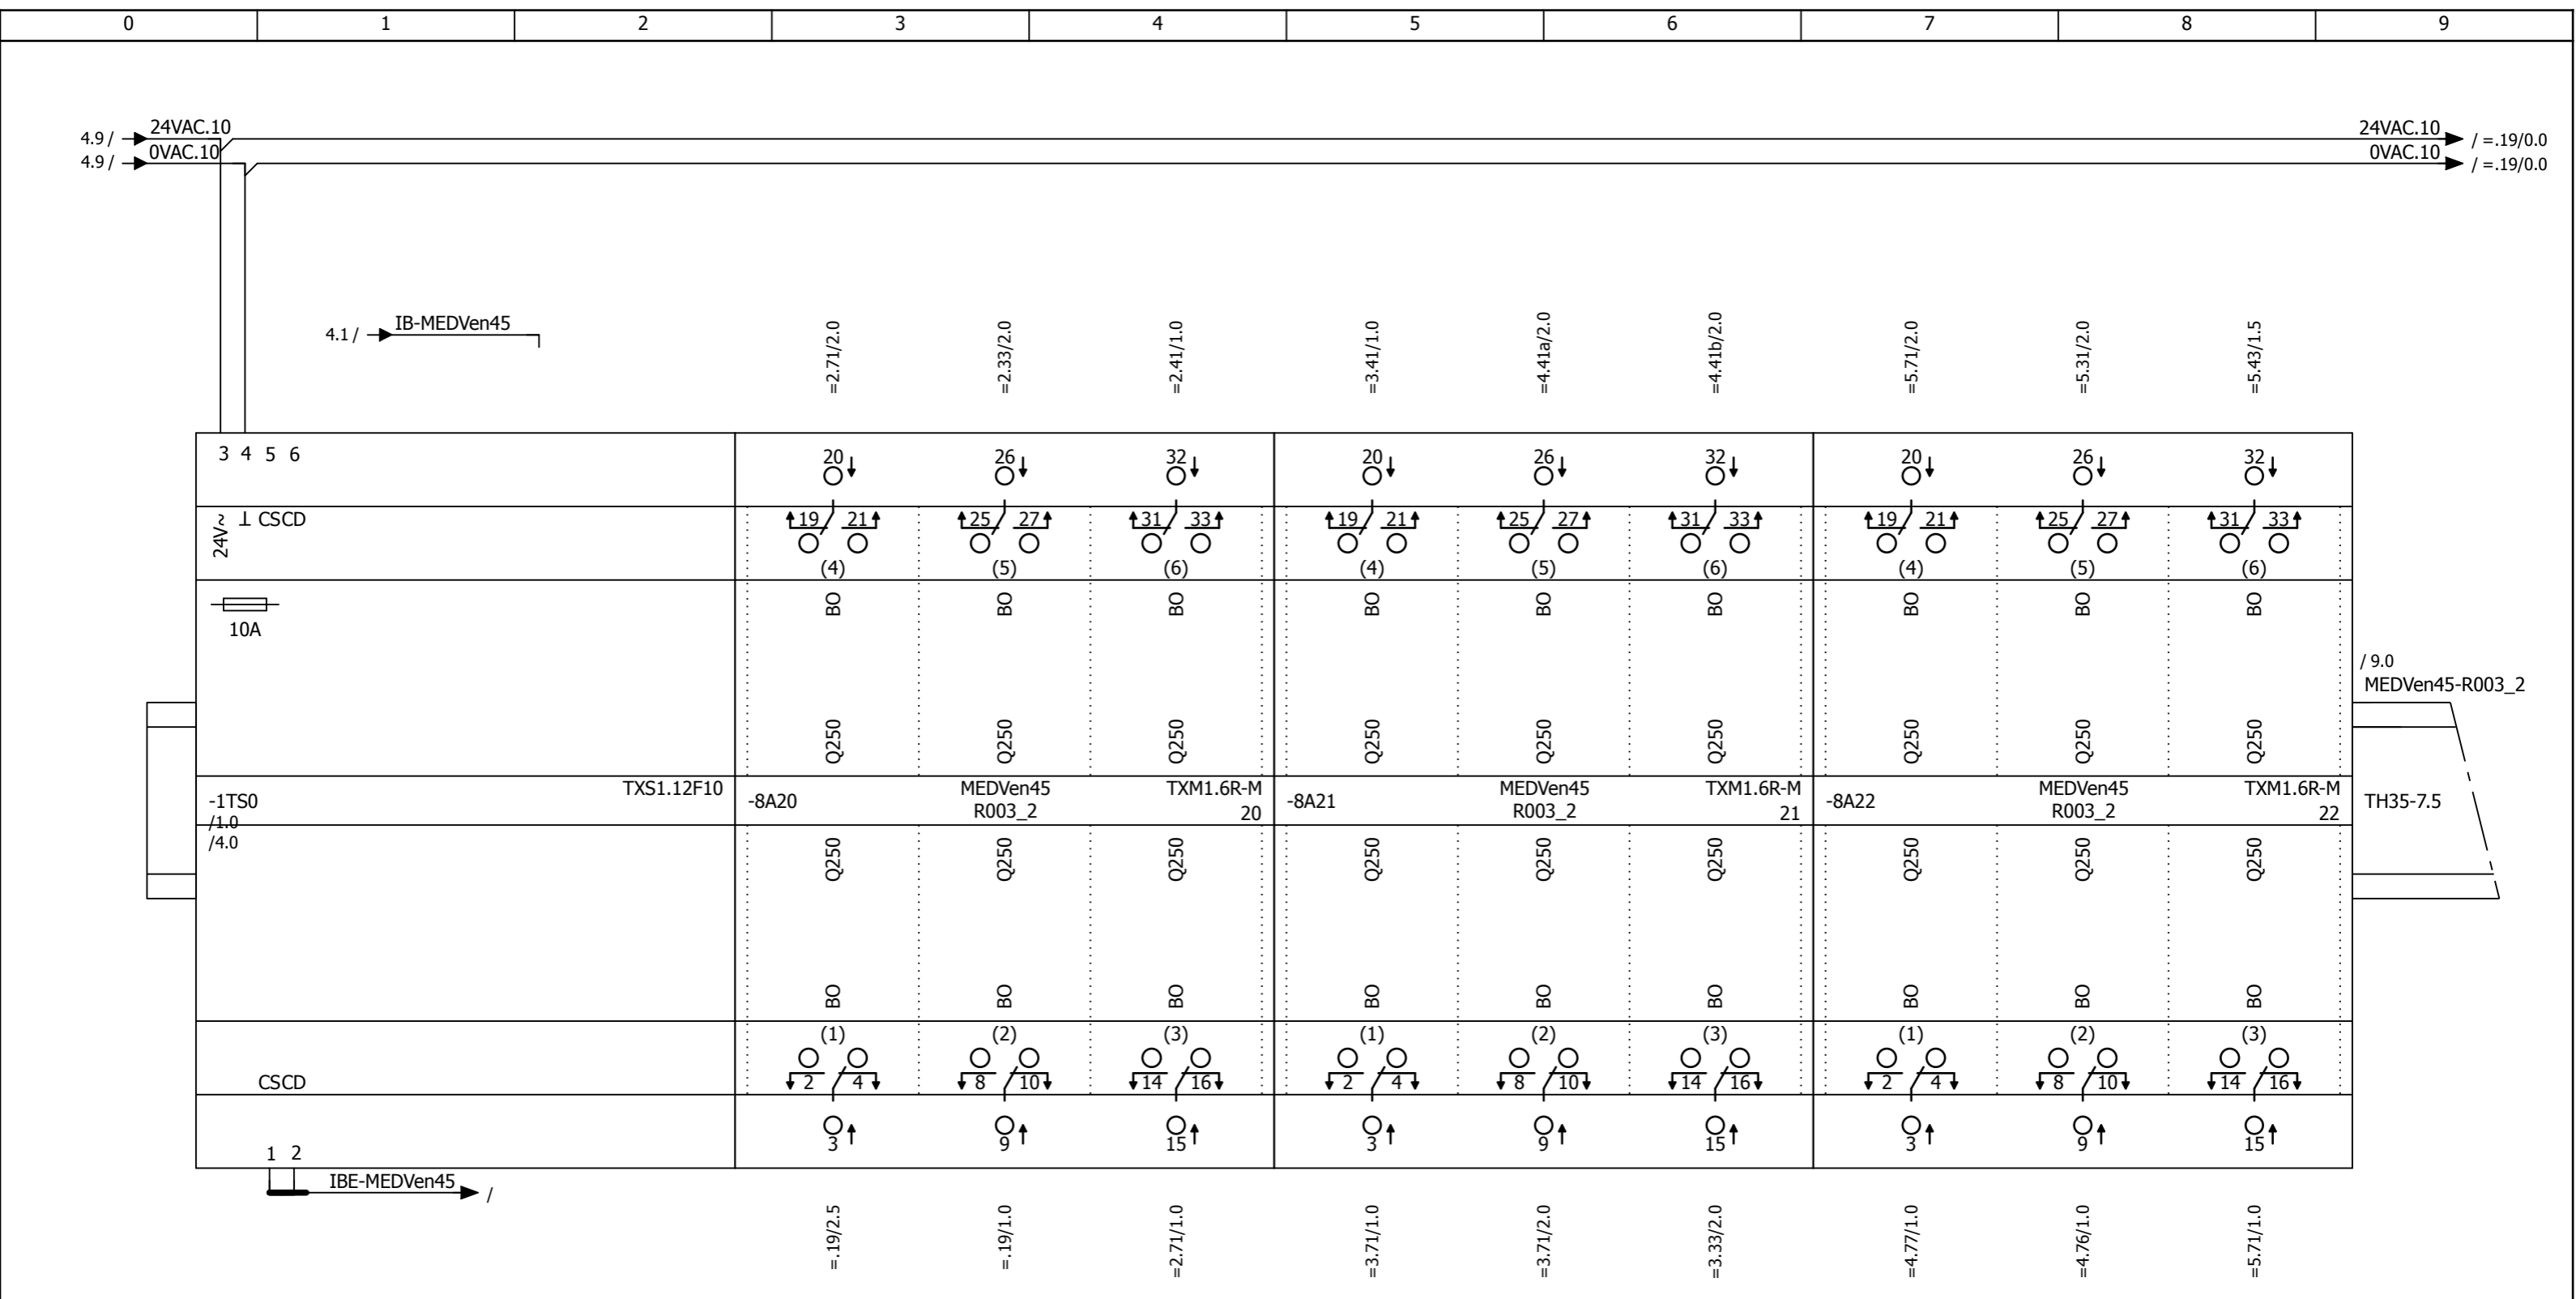 0 1 2 3 4 5 6 7 8 9
4.9 / 24VAC.10 24VAC.10 / =.19/0.0
4.9 / 0VAC.10 0VAC.10 / =.19/0.0
4.1 / IB-MEDVen45
=2.71/2.0 =2.33/2.0 =2.41/1.0 =3.41/1.0 =4.41a/2.0 =4.41b/2.0 =5.71/2.0 =5.31/2.0 =5.43/1.5
3 4 5 6 20 26 32 20 26 32 20 26 32
24V~ ⊥ CSCD 19 21 25 27 31 33 19 21 25 27 31 33 19 21 25 27 31 33
(4) (5) (6) (4) (5) (6) (4) (5) (6)
BO BO BO BO BO BO BO BO BO
10A
/ 9.0
MEDVen45-R003_2
Q250 Q250 Q250 Q250 Q250 Q250 Q250 Q250 Q250
-1TS0 TXS1.12F10 -8A20 MEDVen45 TXM1.6R-M -8A21 MEDVen45 TXM1.6R-M -8A22 MEDVen45 TXM1.6R-M TH35-7.5
/1.0 R003_2 20 R003_2 21 R003_2 22
/4.0
Q250 Q250 Q250 Q250 Q250 Q250 Q250 Q250 Q250
BO BO BO BO BO BO BO BO BO
(1) (2) (3) (1) (2) (3) (1) (2) (3)
CSCD 2 4 8 10 14 16 2 4 8 10 14 16 2 4 8 10 14 16
1 2 3 9 15 3 9 15 3 9 15
IBE-MEDVen45 /
=.19/2.5 =.19/1.0 =2.71/1.0 =3.71/1.0 =3.71/2.0 =3.33/2.0 =4.77/1.0 =4.76/1.0 =5.71/1.0